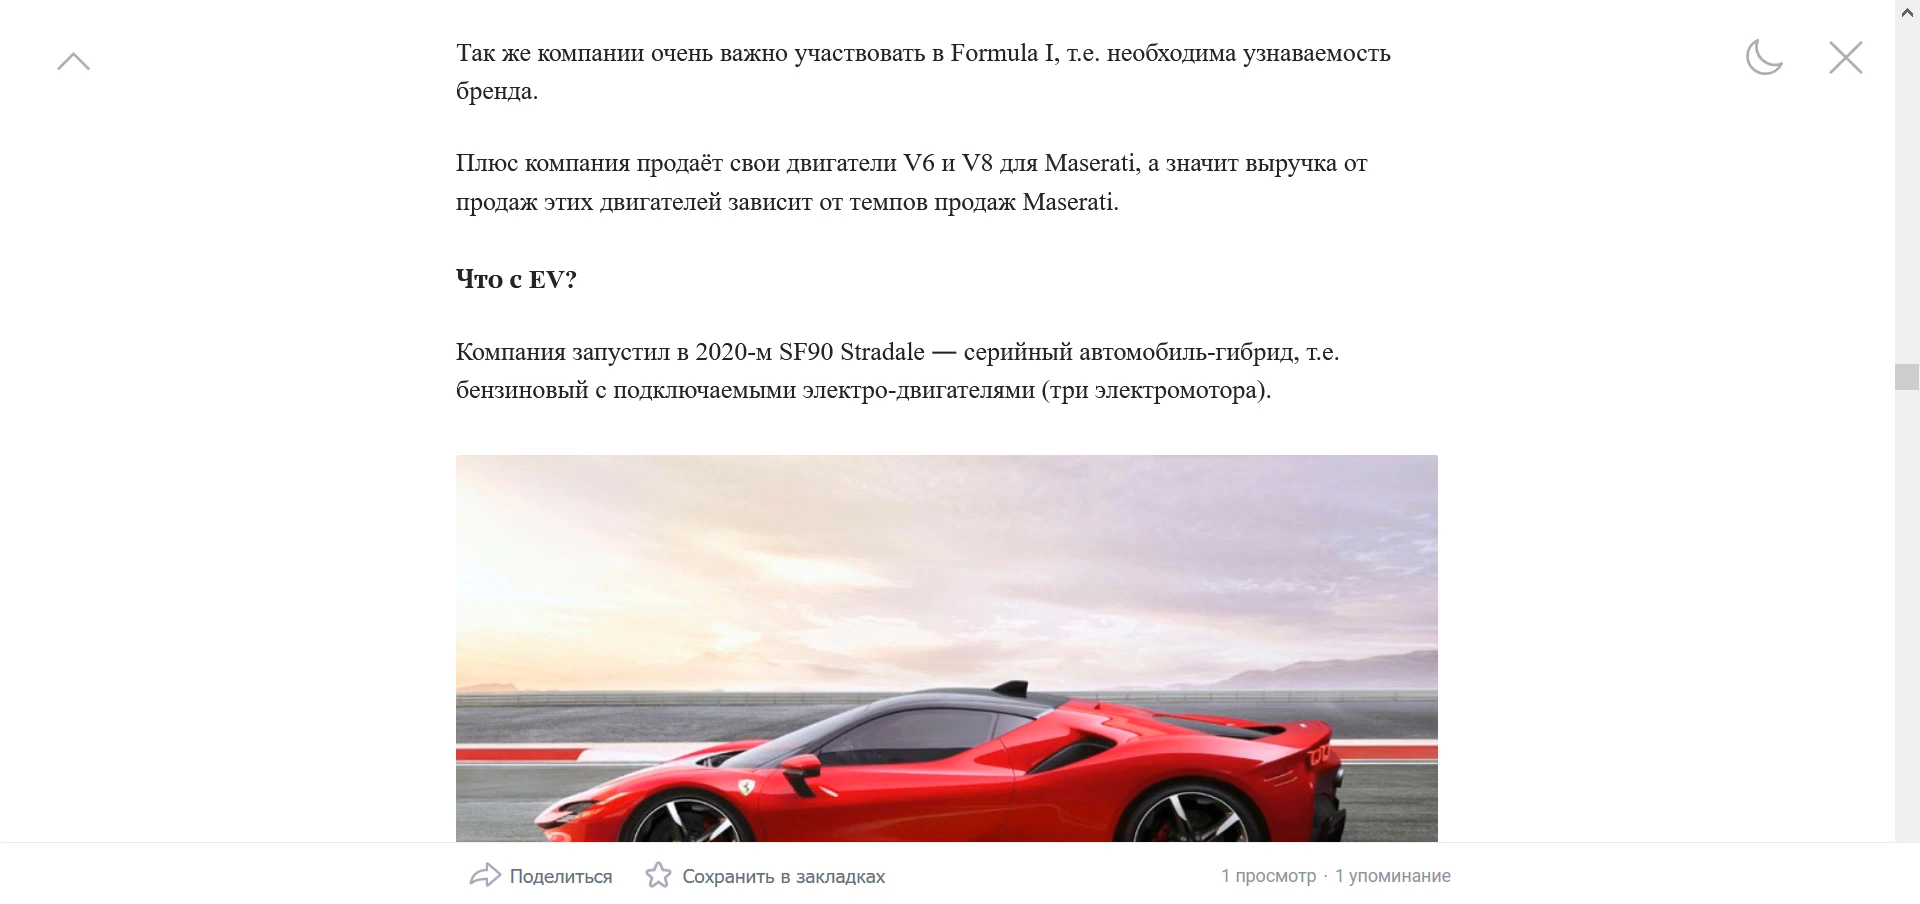 Так же компании очень важно участвовать в Formula I, т.е. необходима узнаваемость
бренда.
Плюс компания продаёт свои двигатели V6 и V8 для Maserati, а значит выручка от
продаж этих двигателей зависит от темпов продаж Maserati.
Что с EV?
Компания запустил в 2020-м SF90 Stradale — серийный автомобиль-гибрид, т.е.
бензиновый с подключаемыми электро-двигателями (три электромотора).
Поделиться
Сохранить в закладках
1 просмотр · 1 упоминание